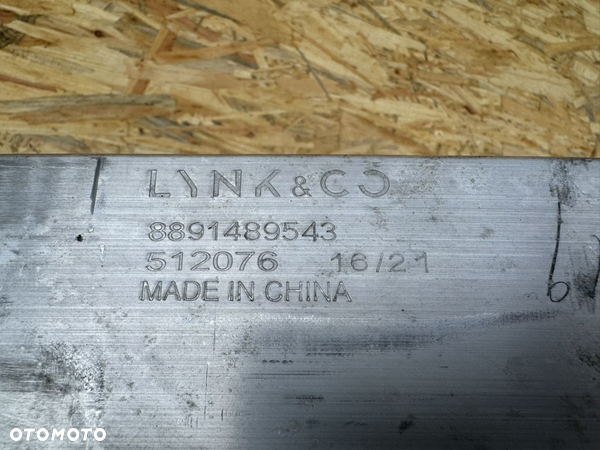 LYNK & CO
8891489543
512076 16/21
MADE IN CHINA
OTOMOTO